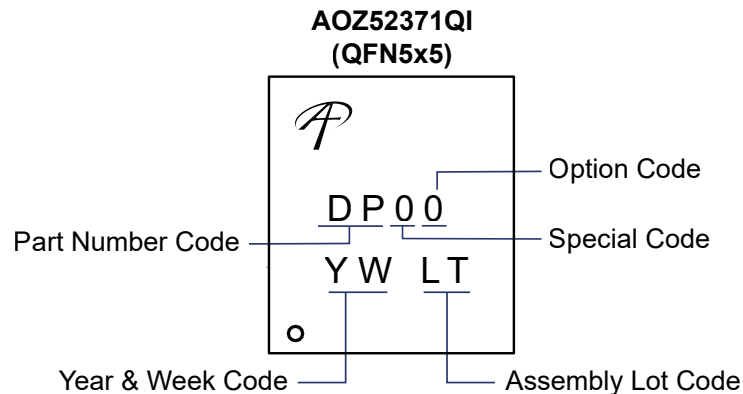 AOZ52371QI
(QFN5x5)
Option Code
DP00
Part Number Code
Special Code
YW LT
Year & Week Code
Assembly Lot Code